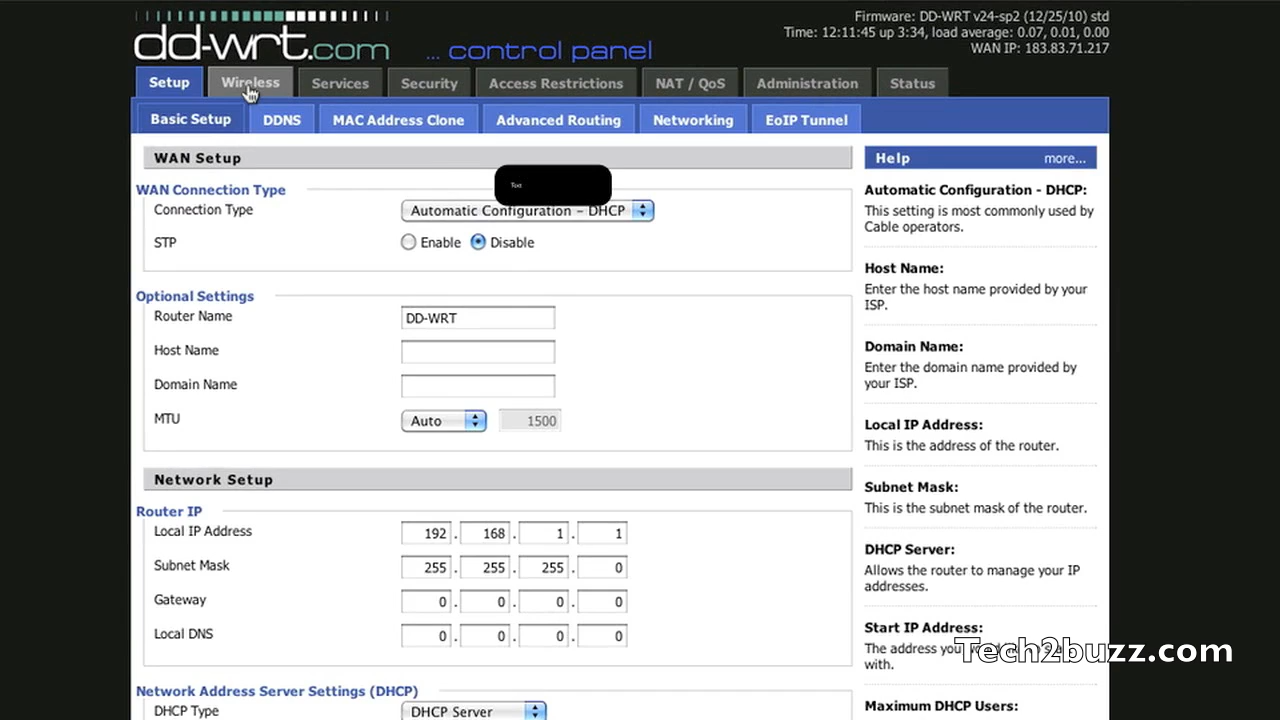 dd-wrt.com ... control panel
Firmware: DD-WRT v24-sp2 (12/25/10) std
Time: 12:11:45 up 3:34, load average: 0.07, 0.01, 0.00
WAN IP: 183.83.71.217
Setup Wireless Services Security Access Restrictions NAT / QoS Administration Status
Basic Setup DDNS MAC Address Clone Advanced Routing Networking EoIP Tunnel
WAN Setup
WAN Connection Type
Connection Type Automatic Configuration - DHCP
STP Enable Disable
Optional Settings
Router Name DD-WRT
Host Name
Domain Name
MTU Auto 1500
Network Setup
Router IP
Local IP Address 192 . 168 . 1 . 1
Subnet Mask 255 . 255 . 255 . 0
Gateway 0 . 0 . 0 . 0
Local DNS 0 . 0 . 0 . 0
Network Address Server Settings (DHCP)
DHCP Type DHCP Server
Help more...
Automatic Configuration - DHCP:
This setting is most commonly used by
Cable operators.
Host Name:
Enter the host name provided by your
ISP.
Domain Name:
Enter the domain name provided by
your ISP.
Local IP Address:
This is the address of the router.
Subnet Mask:
This is the subnet mask of the router.
DHCP Server:
Allows the router to manage your IP
addresses.
Start IP Address:
The address you
with.
Maximum DHCP Users:
Tech2buzz.com